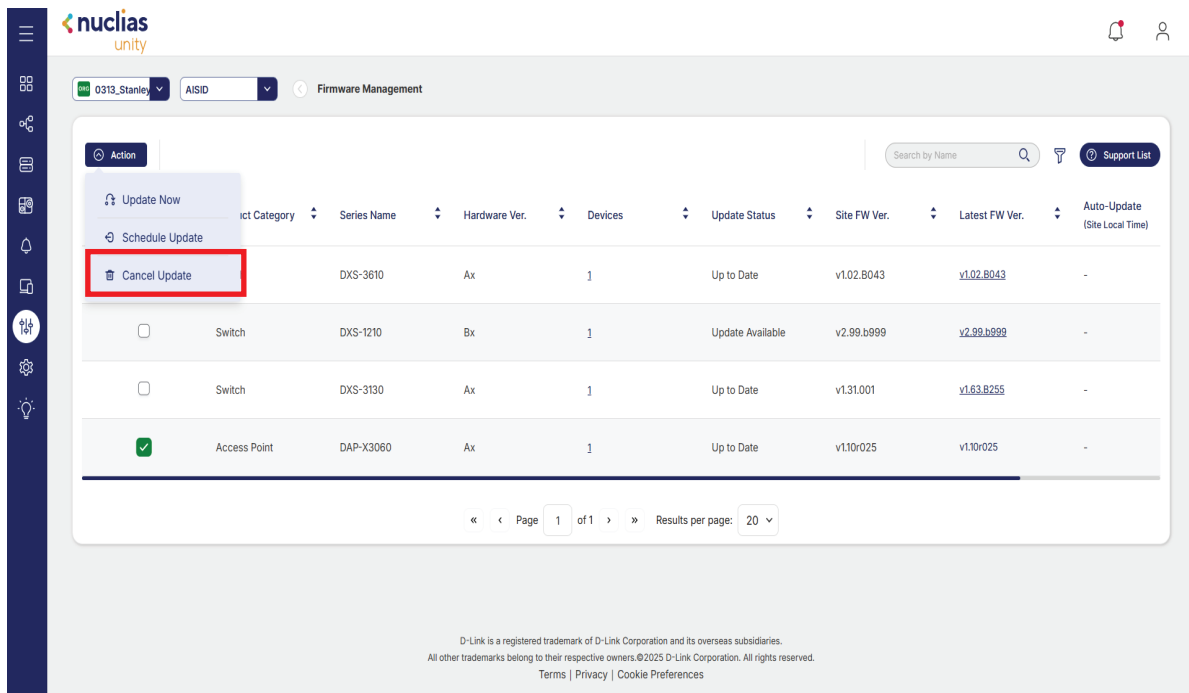 nuclias
unity
ORG 0313_Stanley AISID Firmware Management
Action Search by Name Support List
Update Now
Schedule Update
Cancel Update
uct Category Series Name Hardware Ver. Devices Update Status Site FW Ver. Latest FW Ver. Auto-Update
(Site Local Time)
DXS-3610 Ax 1 Up to Date v1.02.B043 v1.02.B043 -
Switch DXS-1210 Bx 1 Update Available v2.99.b999 v2.99.b999 -
Switch DXS-3130 Ax 1 Up to Date v1.31.001 v1.63.B255 -
Access Point DAP-X3060 Ax 1 Up to Date v1.10r025 v1.10r025 -
« ‹ Page 1 of 1 › » Results per page: 20
D-Link is a registered trademark of D-Link Corporation and its overseas subsidiaries.
All other trademarks belong to their respective owners.©2025 D-Link Corporation. All rights reserved.
Terms | Privacy | Cookie Preferences